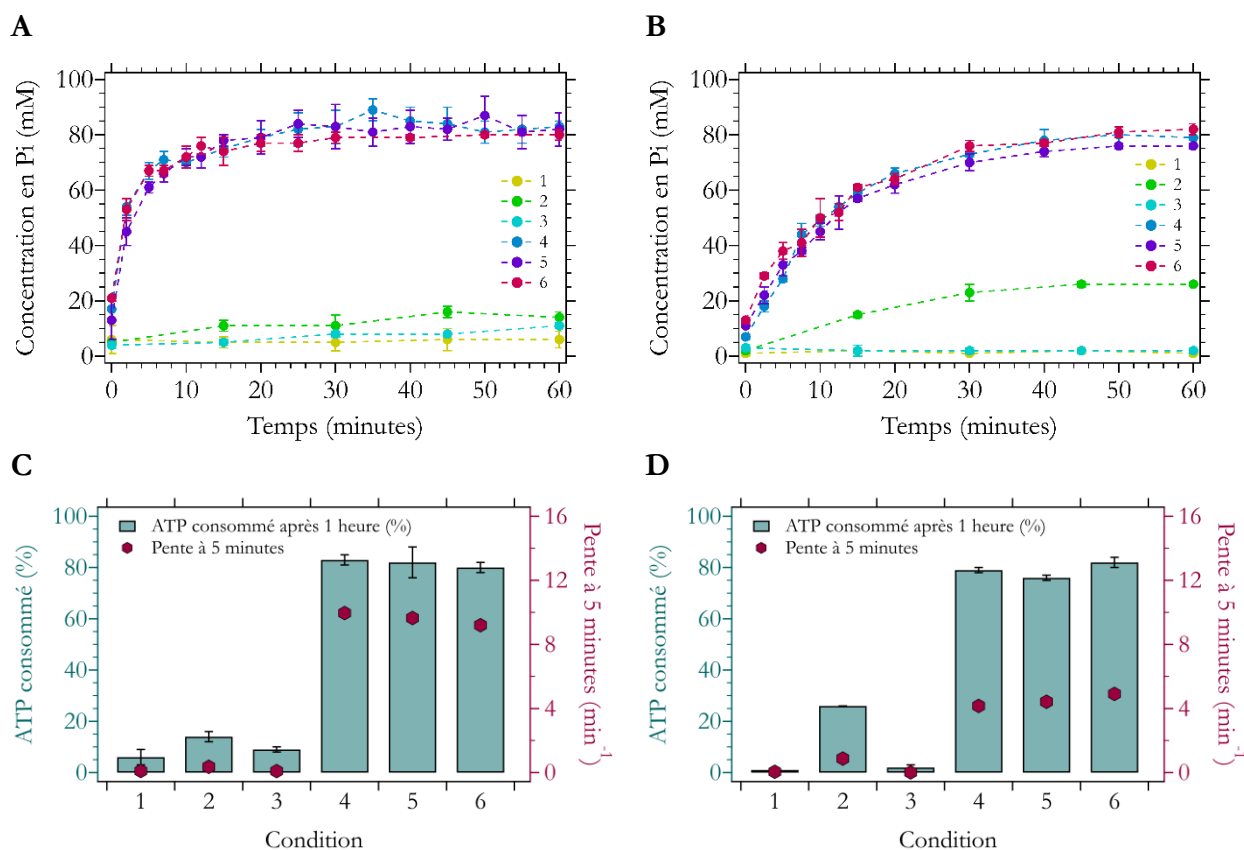 A
Concentration en Pi (mM)
100
80
60
40
20
0
1
2
3
4
5
6
0 10 20 30 40 50 60
Temps (minutes)
B
Concentration en Pi (mM)
100
80
60
40
20
0
1
2
3
4
5
6
0 10 20 30 40 50 60
Temps (minutes)
C
ATP consommé (%)
100
80
60
40
20
0
ATP consommé après 1 heure (%)
Pente à 5 minutes
16
12
8
4
0
Pente à 5 minutes (min⁻¹)
1 2 3 4 5 6
Condition
D
ATP consommé (%)
100
80
60
40
20
0
ATP consommé après 1 heure (%)
Pente à 5 minutes
16
12
8
4
0
Pente à 5 minutes (min⁻¹)
1 2 3 4 5 6
Condition